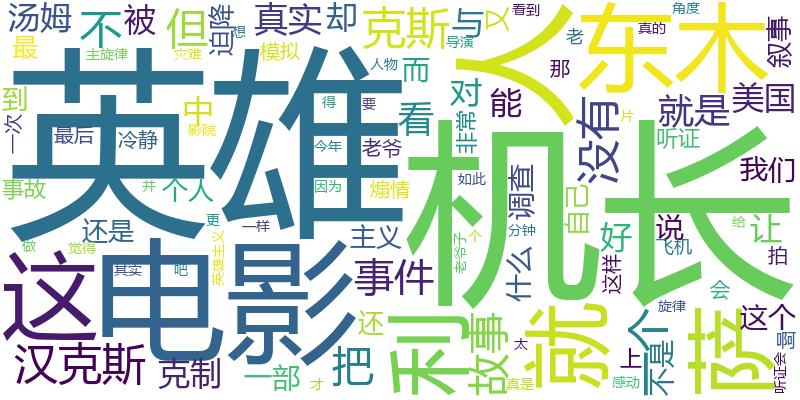 汤姆
不
被
但
迫降
真实
却
克斯
与
又
看到
人
东木
角度
真的
叙事
最
主旋律
灾难
想
模拟
导演
老
那
片
美国
就是
没有
到
英雄
中
影院
人物
而
看
对
能
非常
机长
听证
一次
最后
冷静
得
要
今年
老爷
我们
事故
并
个人
因为
煽情
如此
调查
自己
说
飞机
给
让
还是
更
一样
这
电影
主义
英雄主义
老爷子
个
分钟
什么
好
这样
拍
做
觉得
其实
吧
事件
会
汉克斯
克制
一部
才
把
还
利
故事
太
真是
就
感动
不是
一个
上
旋律
萨
这个
哥
听证会